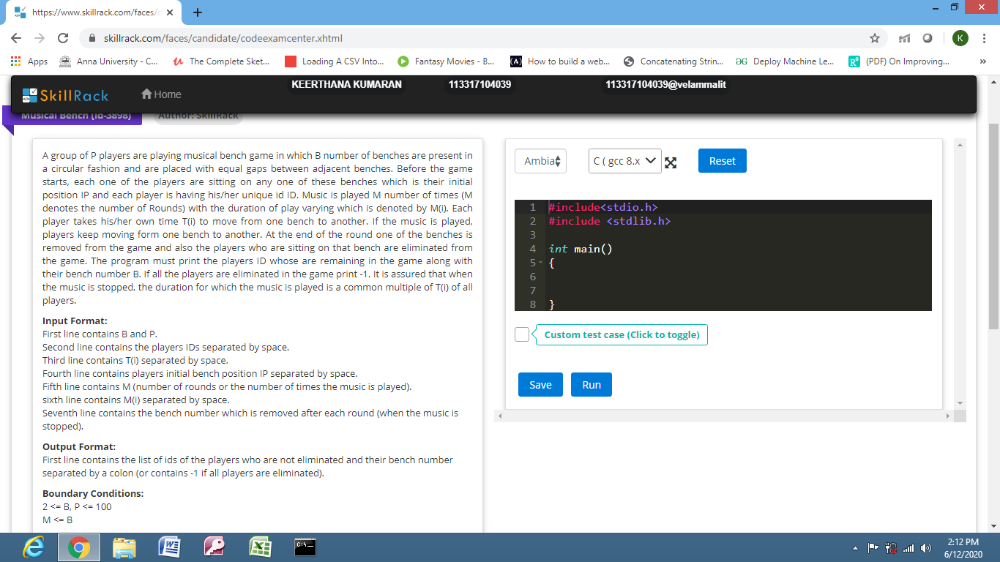 https://www.skillrack.com/faces/c
skillrack.com/faces/candidate/codeexamcenter.xhtml
K
Apps
Anna University - C...
The Complete Sket...
Loading A CSV Into...
Fantasy Movies - B...
How to build a web...
Concatenating Strin...
Deploy Machine Le...
(PDF) On Improving...
SkillRack
Home
KEERTHANA KUMARAN
113317104039
113317104039@velammalit
Musical Bench (Id-3898)
Author: SkillRack
A group of P players are playing musical bench game in which B number of benches are present in
a circular fashion and are placed with equal gaps between adjacent benches. Before the game
starts, each one of the players are sitting on any one of these benches which is their initial
position IP and each player is having his/her unique id ID. Music is played M number of times (M
denotes the number of Rounds) with the duration of play varying which is denoted by M(i). Each
player takes his/her own time T(i) to move from one bench to another. If the music is played,
players keep moving form one bench to another. At the end of the round one of the benches is
removed from the game and also the players who are sitting on that bench are eliminated from
the game. The program must print the players ID whose are remaining in the game along with
their bench number B. If all the players are eliminated in the game print -1. It is assured that when
the music is stopped, the duration for which the music is played is a common multiple of T(i) of all
players.
Input Format:
First line contains B and P.
Second line contains the players IDs separated by space.
Third line contains T(i) separated by space.
Fourth line contains players initial bench position IP separated by space.
Fifth line contains M (number of rounds or the number of times the music is played).
sixth line contains M(i) separated by space.
Seventh line contains the bench number which is removed after each round (when the music is
stopped).
Output Format:
First line contains the list of ids of the players who are not eliminated and their bench number
separated by a colon (or contains -1 if all players are eliminated).
Boundary Conditions:
2 <= B, P <= 100
M <= B
Ambia
C ( gcc 8.x
Reset
1 #include<stdio.h>
2 #include <stdlib.h>
3
4 int main()
5 {
6
7
8 }
Custom test case (Click to toggle)
Save
Run
2:12 PM
6/12/2020